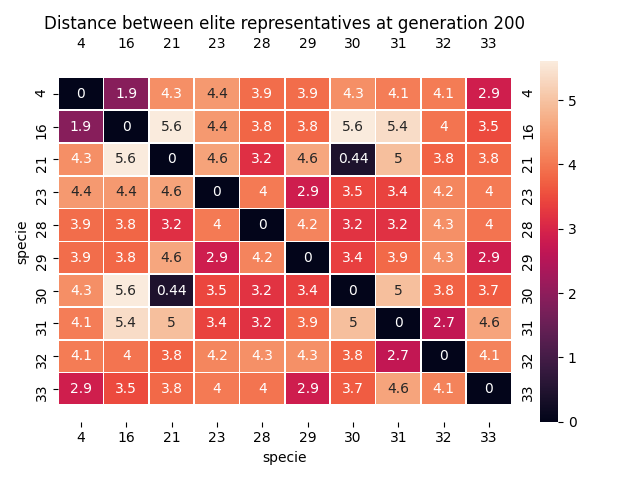 Distance between elite representatives at generation 200
4 16 21 23 28 29 30 31 32 33
4 0 1.9 4.3 4.4 3.9 3.9 4.3 4.1 4.1 2.9 4
16 1.9 0 5.6 4.4 3.8 3.8 5.6 5.4 4 3.5 16
21 4.3 5.6 0 4.6 3.2 4.6 0.44 5 3.8 3.8 21
23 4.4 4.4 4.6 0 4 2.9 3.5 3.4 4.2 4 23
28 3.9 3.8 3.2 4 0 4.2 3.2 3.2 4.3 4 28
29 3.9 3.8 4.6 2.9 4.2 0 3.4 3.9 4.3 2.9 29
30 4.3 5.6 0.44 3.5 3.2 3.4 0 5 3.8 3.7 30
31 4.1 5.4 5 3.4 3.2 3.9 5 0 2.7 4.6 31
32 4.1 4 3.8 4.2 4.3 4.3 3.8 2.7 0 4.1 32
33 2.9 3.5 3.8 4 4 2.9 3.7 4.6 4.1 0 33
4 16 21 23 28 29 30 31 32 33
specie
specie
5
4
3
2
1
0